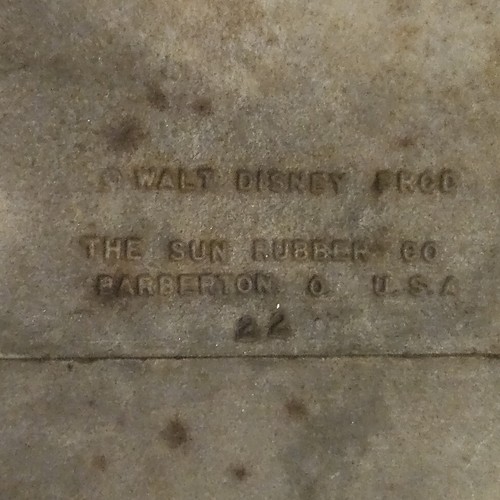 © WALT DISNEY PROD
THE SUN RUBBER CO
BARBERTON O U.S.A
22